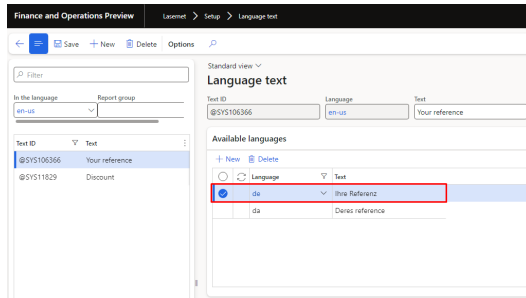 Finance and Operations Preview
Lasernet > Setup > Language text
Save + New Delete Options
Filter
In the language Report group
en-us
Text ID Text
@SYS106366 Your reference
@SYS11829 Discount
Standard view
Language text
Text ID Language Text
@SYS106366 en-us Your reference
Available languages
+ New Delete
Language Text
de Ihre Referenz
da Deres reference